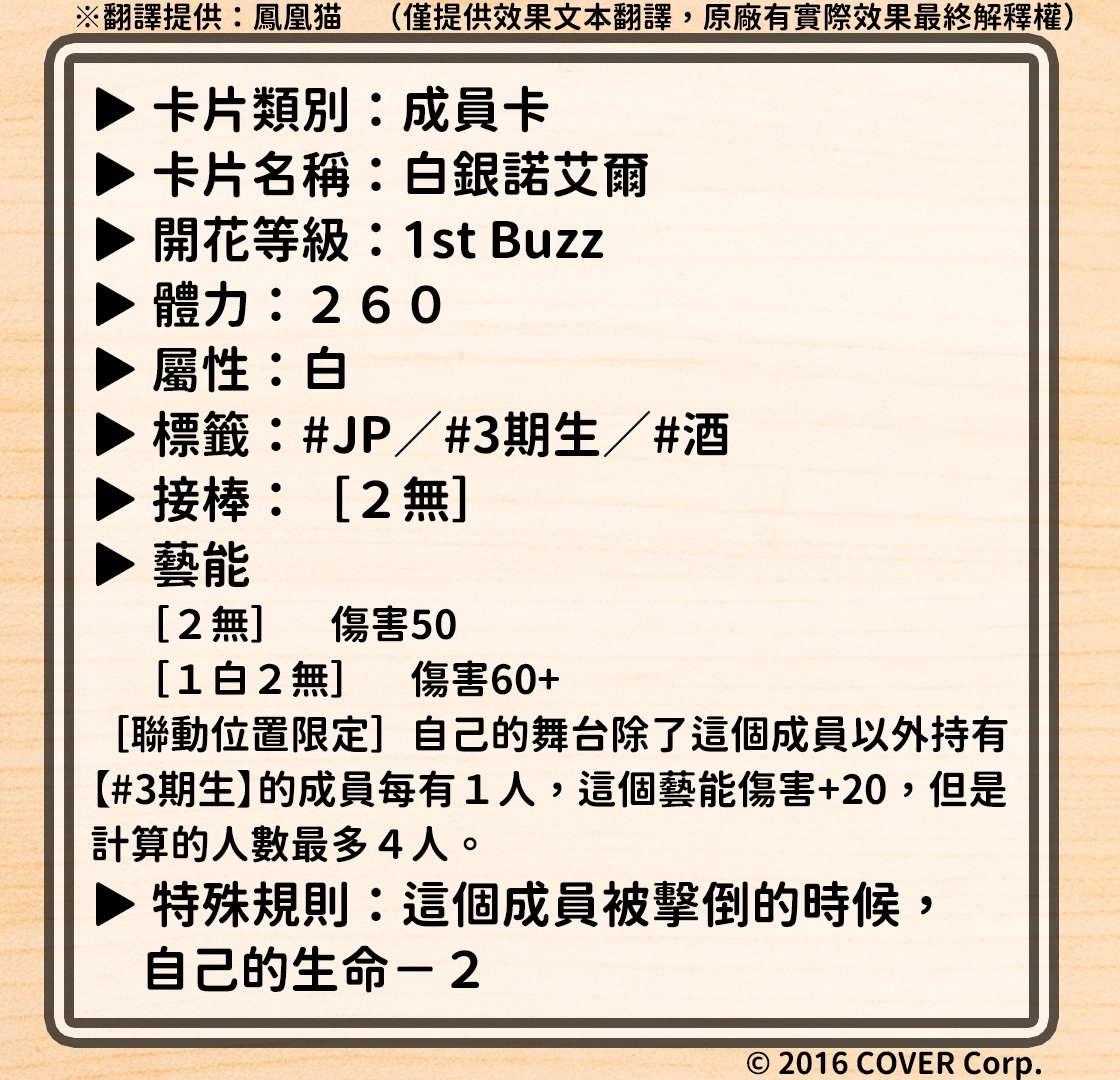 ※翻譯提供：鳳凰猫　（僅提供效果文本翻譯，原廠有實際效果最終解釋權）
▶ 卡片類別：成員卡
▶ 卡片名稱：白銀諾艾爾
▶ 開花等級：1st Buzz
▶ 體力：２６０
▶ 屬性：白
▶ 標籤：#JP／#3期生／#酒
▶ 接棒：［２無］
▶ 藝能
［２無］　傷害50
［１白２無］　傷害60+
［聯動位置限定］自己的舞台除了這個成員以外持有
【#3期生】的成員每有１人，這個藝能傷害+20，但是
計算的人數最多４人。
▶ 特殊規則：這個成員被擊倒的時候，
自己的生命－２
© 2016 COVER Corp.